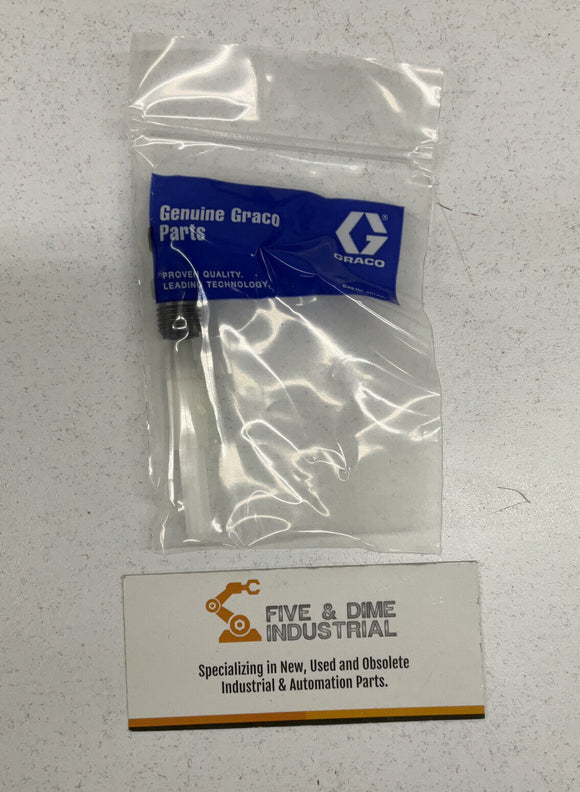 Genuine Graco
Parts
PROVEN QUALITY.
LEADING TECHNOLOGY.
®
GRACO
FIVE & DIME
INDUSTRIAL
Specializing in New, Used and Obsolete
Industrial & Automation Parts.